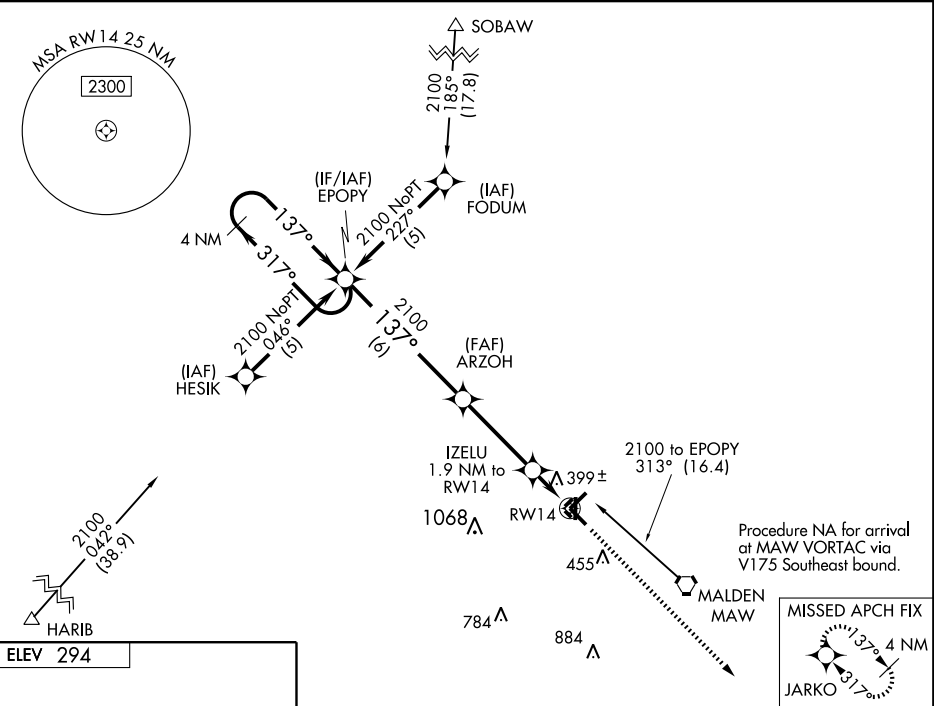 MSA RW14 25 NM
2300
SOBAW
2100
185°
(17.8)
(IAF)
FODUM
2100 NoPT
227°
(5)
(IF/IAF)
EPOPY
4 NM
137°
317°
2100 NoPT
046°
(5)
(IAF)
HESIK
2100
137°
(6)
(FAF)
ARZOH
IZELU
1.9 NM to
RW14
399±
RW14
1068
2100 to EPOPY
313° (16.4)
Procedure NA for arrival
at MAW VORTAC via
V175 Southeast bound.
455
MALDEN
MAW
784
884
2100
042°
(38.9)
HARIB
ELEV 294
MISSED APCH FIX
137°
4 NM
317°
JARKO